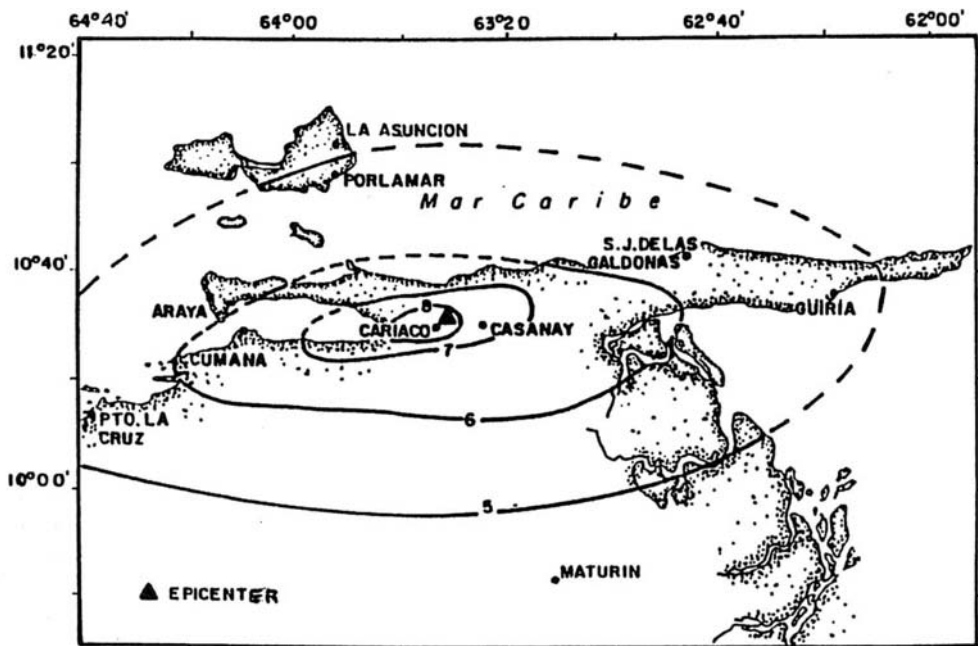 64°40' 64°00' 63°20' 62°40' 62°00'
11°20'
LA ASUNCION
PORLAMAR
Mar Caribe
10°40'
S.J. DE LAS
GALDONAS
ARAYA
GÜIRIA
8
CARIACO
CASANAY
7
CUMANA
6
PTO. LA
CRUZ
10°00'
5
MATURIN
EPICENTER